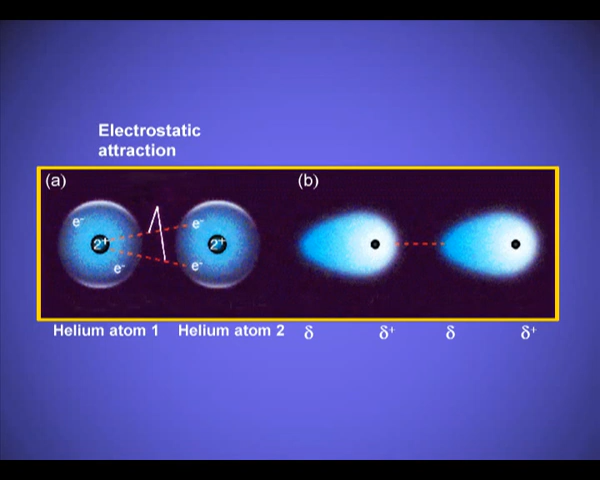 Electrostatic
attraction
(a)
(b)
e⁻
e⁻
2⁺
2⁺
e⁻
e⁻
Helium atom 1
Helium atom 2
δ
δ⁺
δ
δ⁺